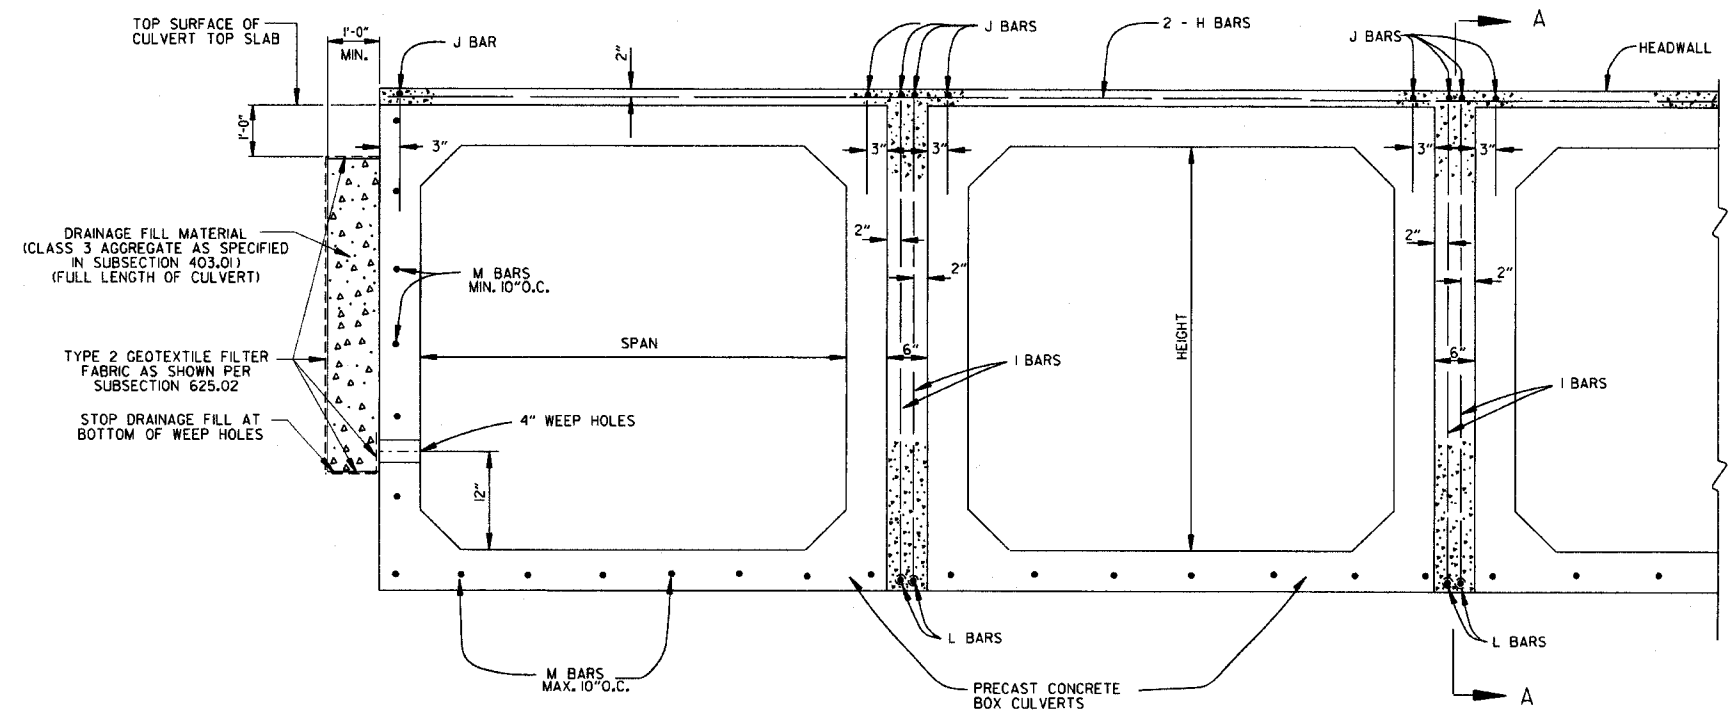 TOP SURFACE OF
CULVERT TOP SLAB
1'-0"
MIN.
J BAR
2"
J BARS
2 - H BARS
A
J BARS
HEADWALL
1'-0"
3"
3"
3"
3"
3"
DRAINAGE FILL MATERIAL
(CLASS 3 AGGREGATE AS SPECIFIED
IN SUBSECTION 403.01)
(FULL LENGTH OF CULVERT)
M BARS
MIN. 10"O.C.
2"
2"
2"
2"
TYPE 2 GEOTEXTILE FILTER
FABRIC AS SHOWN PER
SUBSECTION 625.02
SPAN
6"
I BARS
HEIGHT
6"
I BARS
STOP DRAINAGE FILL AT
BOTTOM OF WEEP HOLES
4" WEEP HOLES
12"
L BARS
L BARS
M BARS
MAX. 10"O.C.
PRECAST CONCRETE
BOX CULVERTS
A